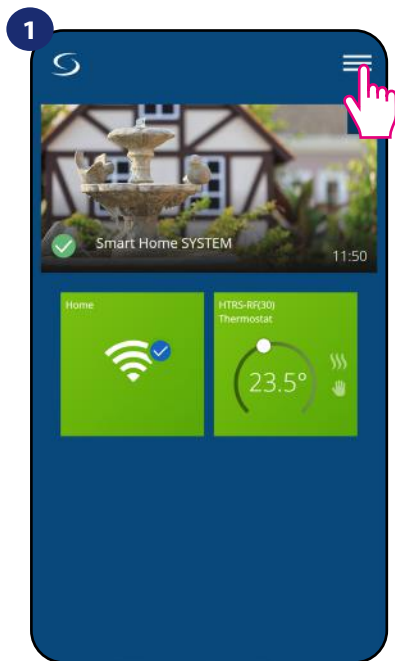 1
Smart Home SYSTEM
11:50
Home
HTRS-RF(30)
Thermostat
23.5°